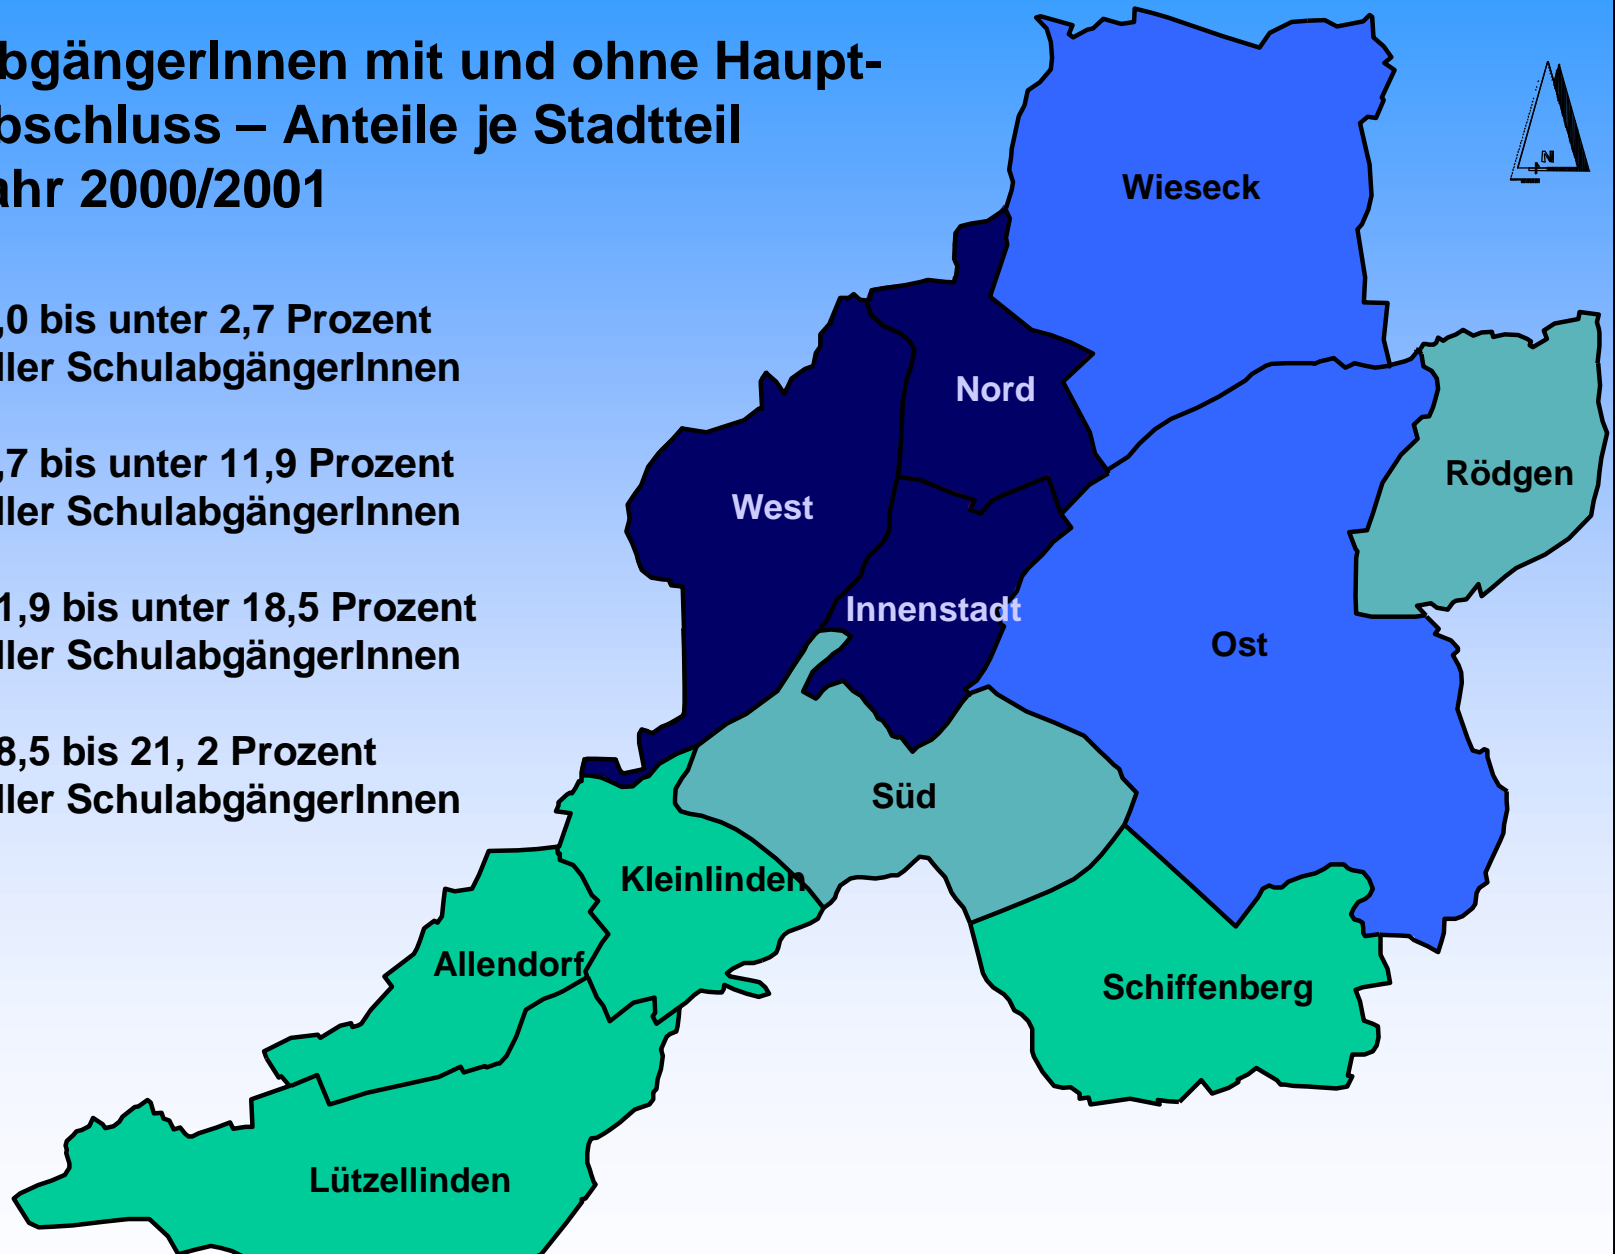 bgängerInnen mit und ohne Haupt-
bschluss – Anteile je Stadtteil
ahr 2000/2001
,0 bis unter 2,7 Prozent
ller SchulabgängerInnen
,7 bis unter 11,9 Prozent
ller SchulabgängerInnen
1,9 bis unter 18,5 Prozent
ller SchulabgängerInnen
8,5 bis 21, 2 Prozent
ller SchulabgängerInnen
Wieseck
N
Nord
Rödgen
West
Innenstadt
Ost
Süd
Kleinlinden
Allendorf
Schiffenberg
Lützellinden